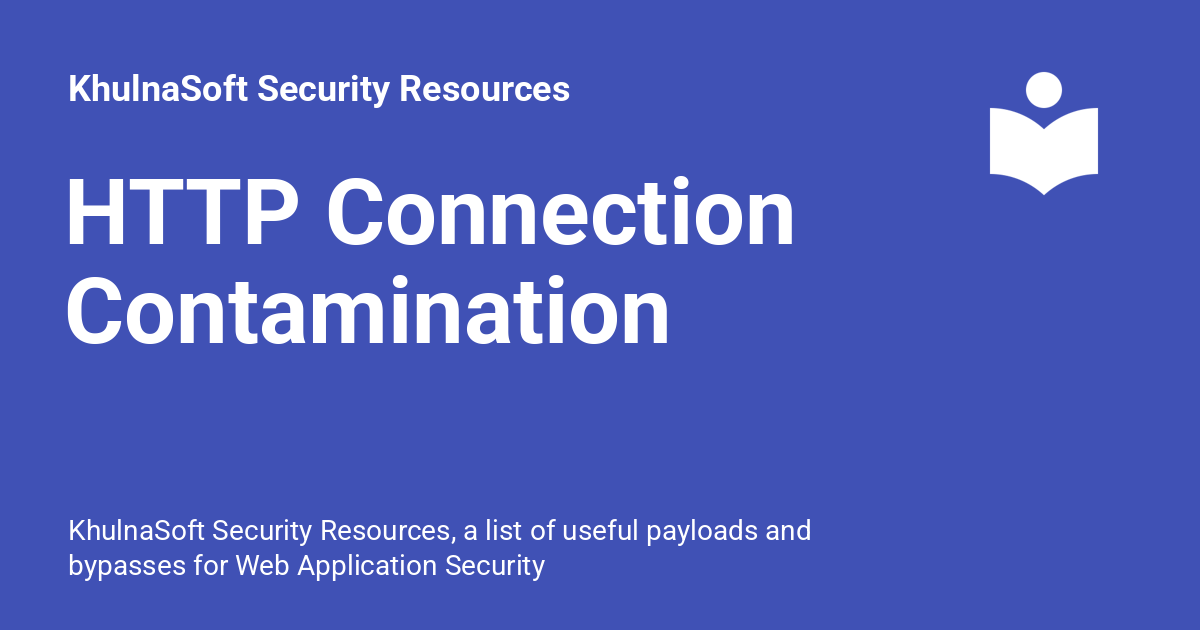 KhulnaSoft Security Resources
HTTP Connection
Contamination
KhulnaSoft Security Resources, a list of useful payloads and
bypasses for Web Application Security